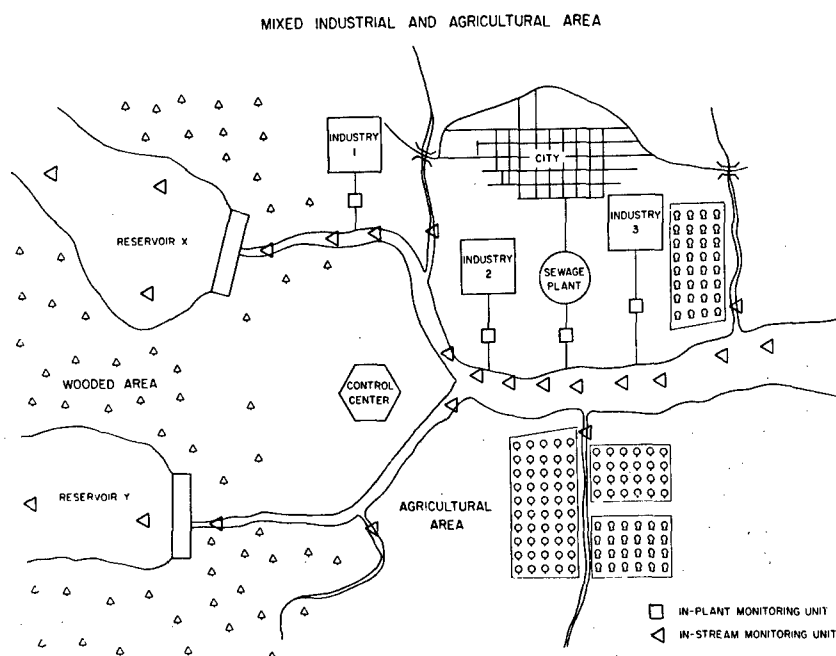 MIXED INDUSTRIAL AND AGRICULTURAL AREA
INDUSTRY
1
CITY
RESERVOIR X
INDUSTRY
2
SEWAGE
PLANT
INDUSTRY
3
WOODED AREA
CONTROL
CENTER
RESERVOIR Y
AGRICULTURAL
AREA
IN-PLANT MONITORING UNIT
IN-STREAM MONITORING UNIT